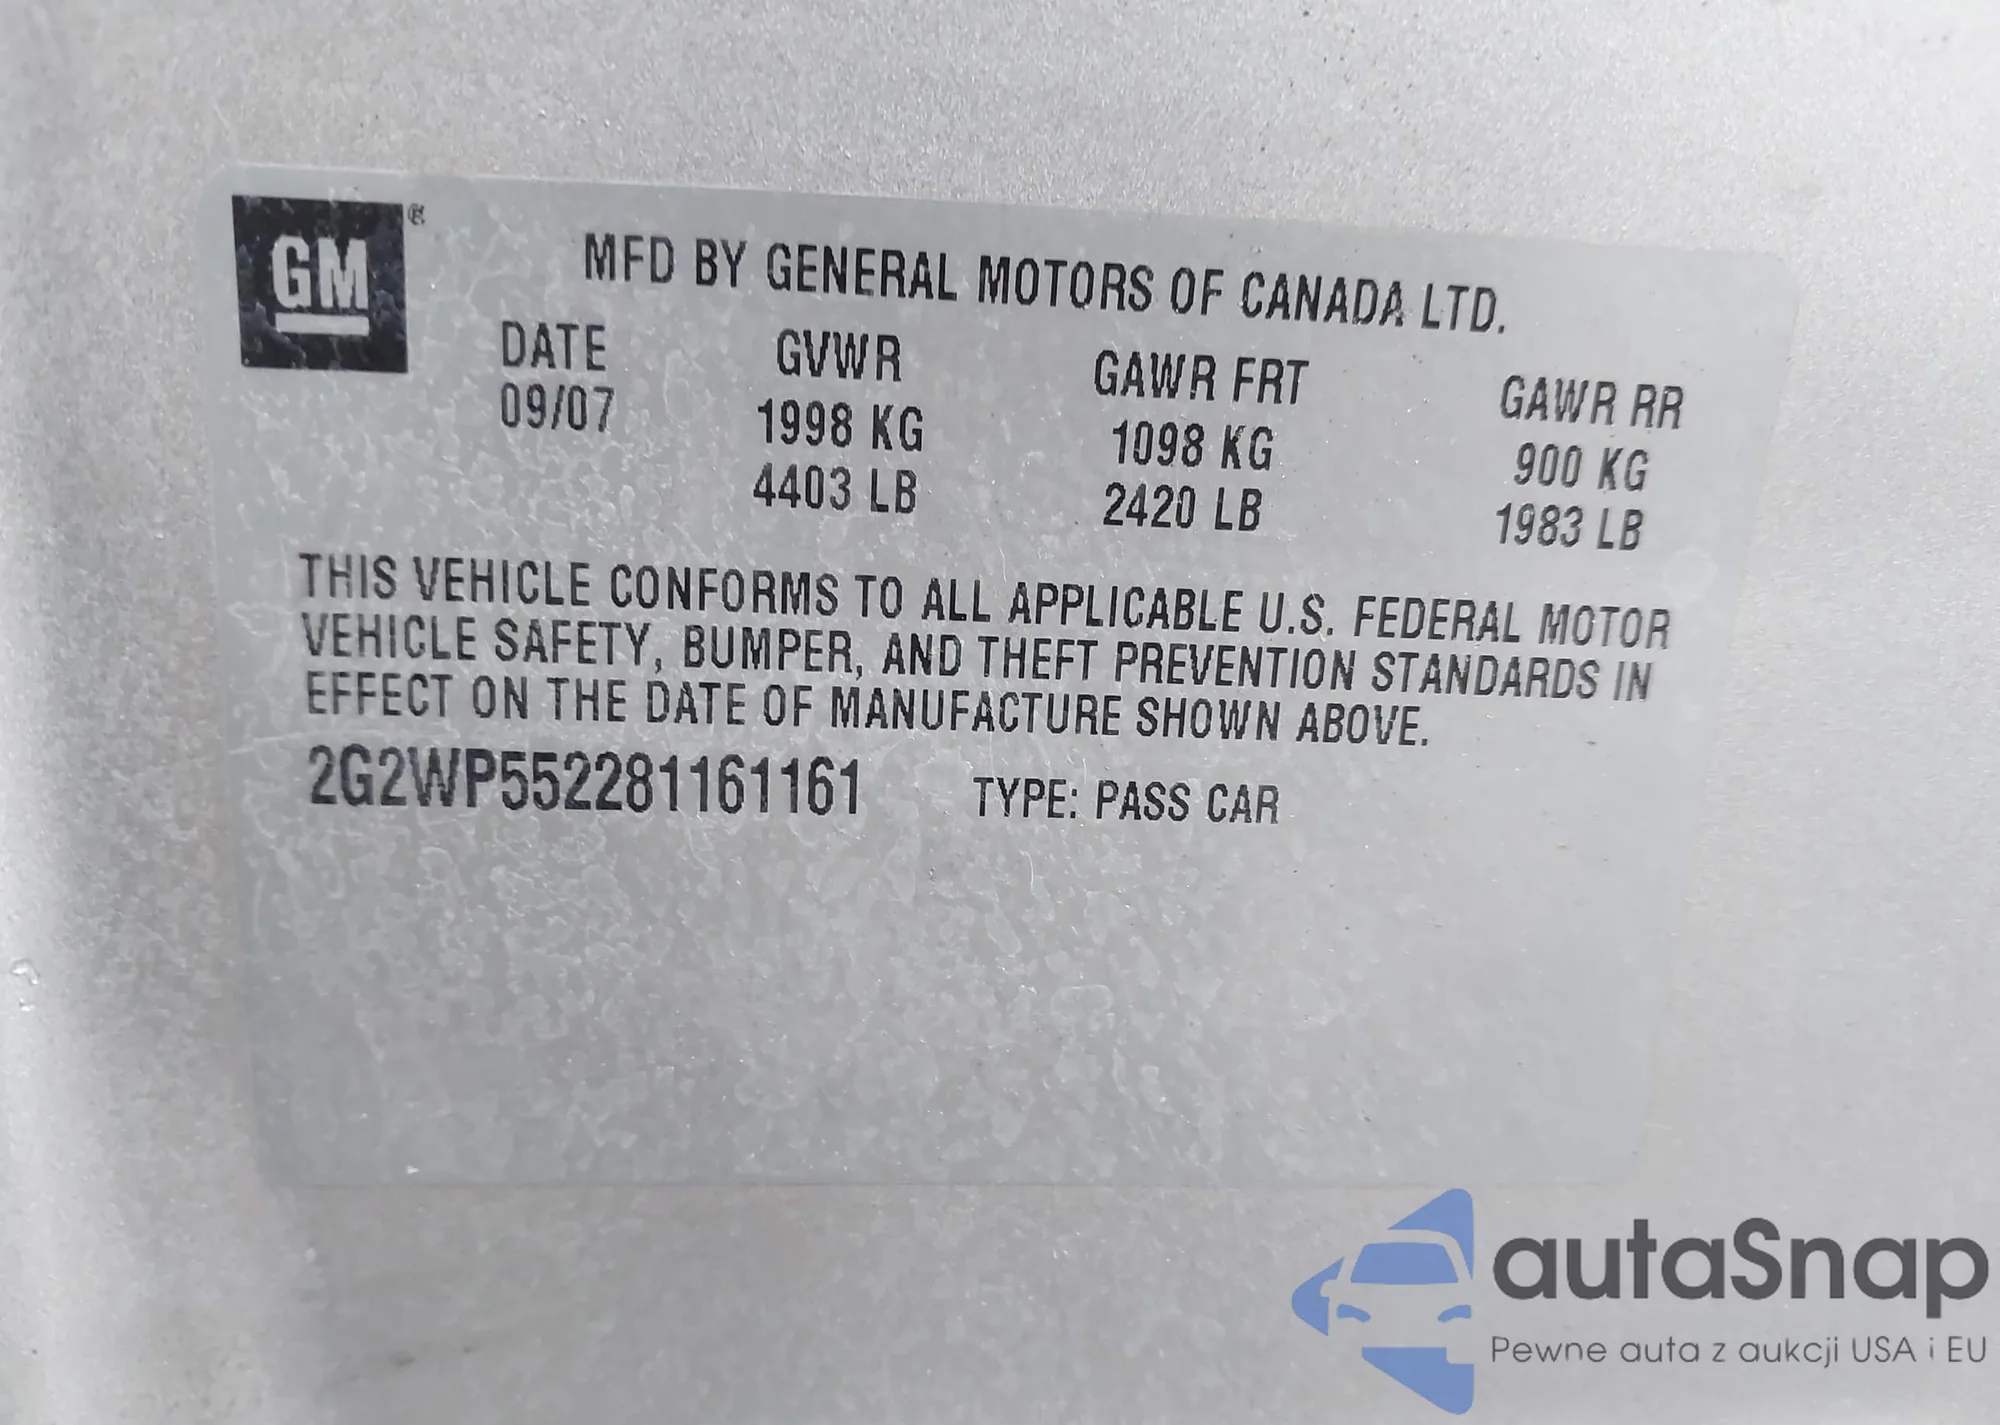 GM
MFD BY GENERAL MOTORS OF CANADA LTD.
DATE GVWR GAWR FRT GAWR RR
09/07 1998 KG 1098 KG 900 KG
4403 LB 2420 LB 1983 LB
THIS VEHICLE CONFORMS TO ALL APPLICABLE U.S. FEDERAL MOTOR
VEHICLE SAFETY, BUMPER, AND THEFT PREVENTION STANDARDS IN
EFFECT ON THE DATE OF MANUFACTURE SHOWN ABOVE.
2G2WP552281161161 TYPE: PASS CAR
autaSnap
Pewne auta z aukcji USA i EU